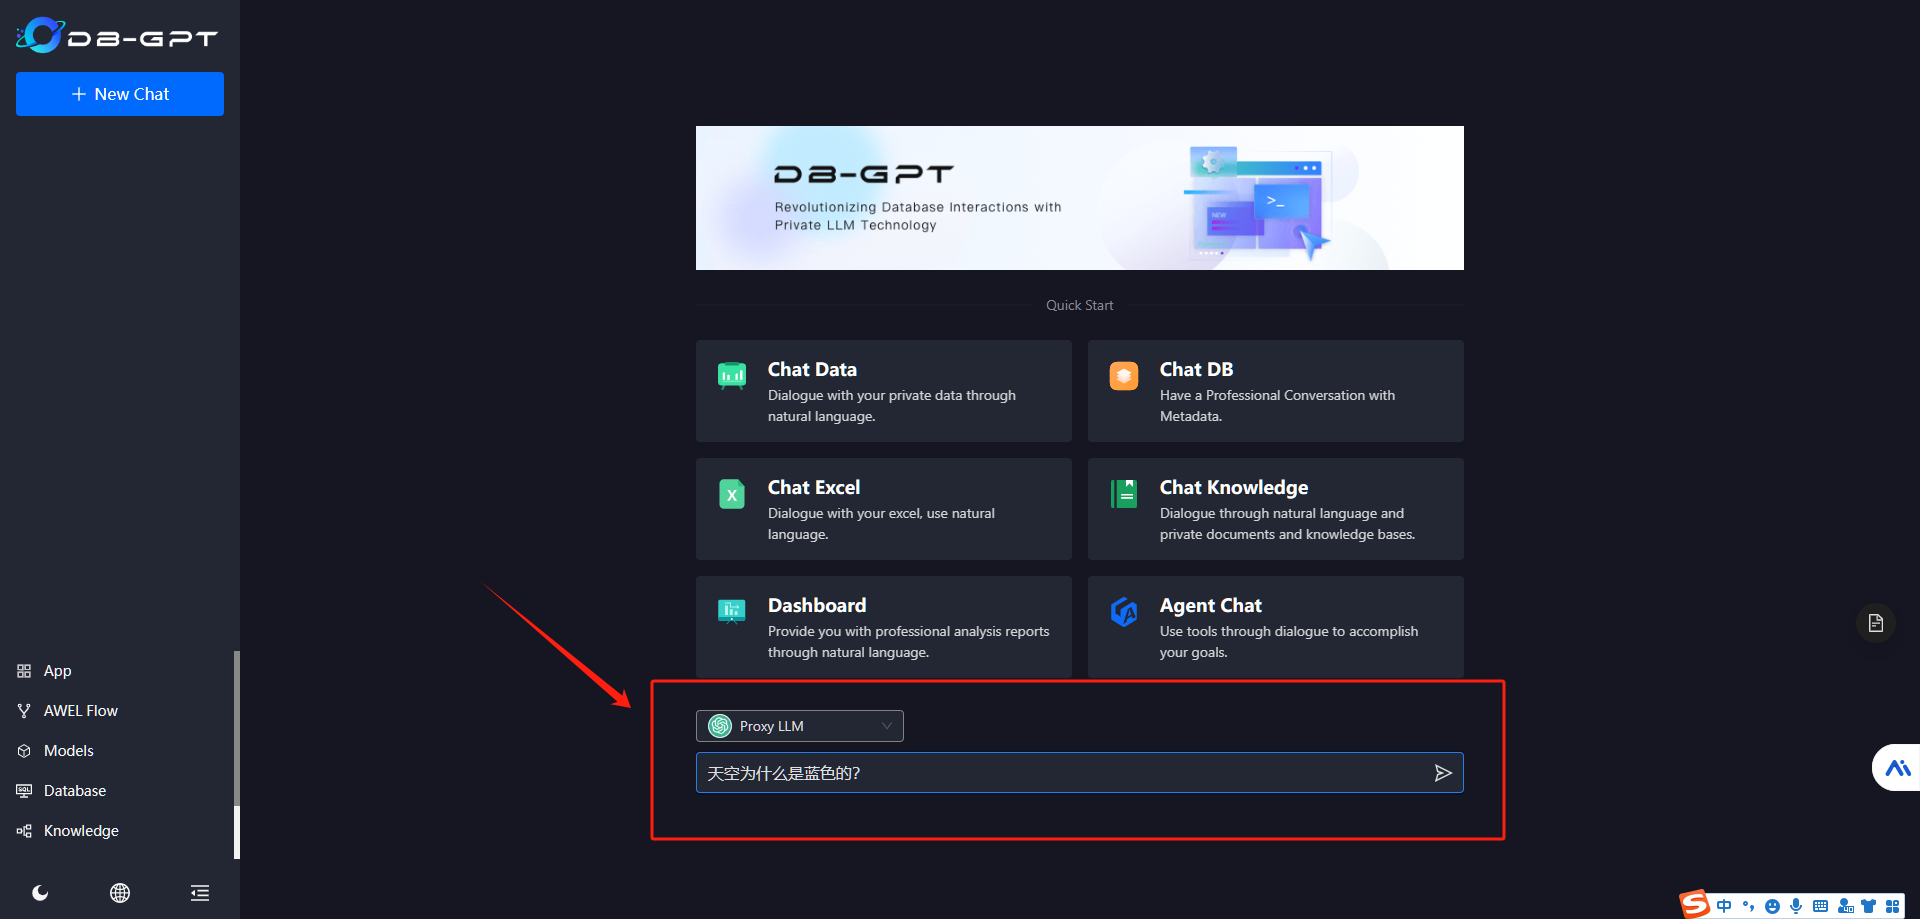 DB-GPT
New Chat
DB-GPT
Revolutionizing Database Interactions with
Private LLM Technology
NEW
>_
Quick Start
Chat Data
Dialogue with your private data through
natural language.
Chat DB
Have a Professional Conversation with
Metadata.
X
Chat Excel
Dialogue with your excel, use natural
language.
Chat Knowledge
Dialogue through natural language and
private documents and knowledge bases.
Dashboard
Provide you with professional analysis reports
through natural language.
Agent Chat
Use tools through dialogue to accomplish
your goals.
Proxy LLM
天空为什么是蓝色的?
App
AWEL Flow
Models
SQL
Database
Knowledge
S 中